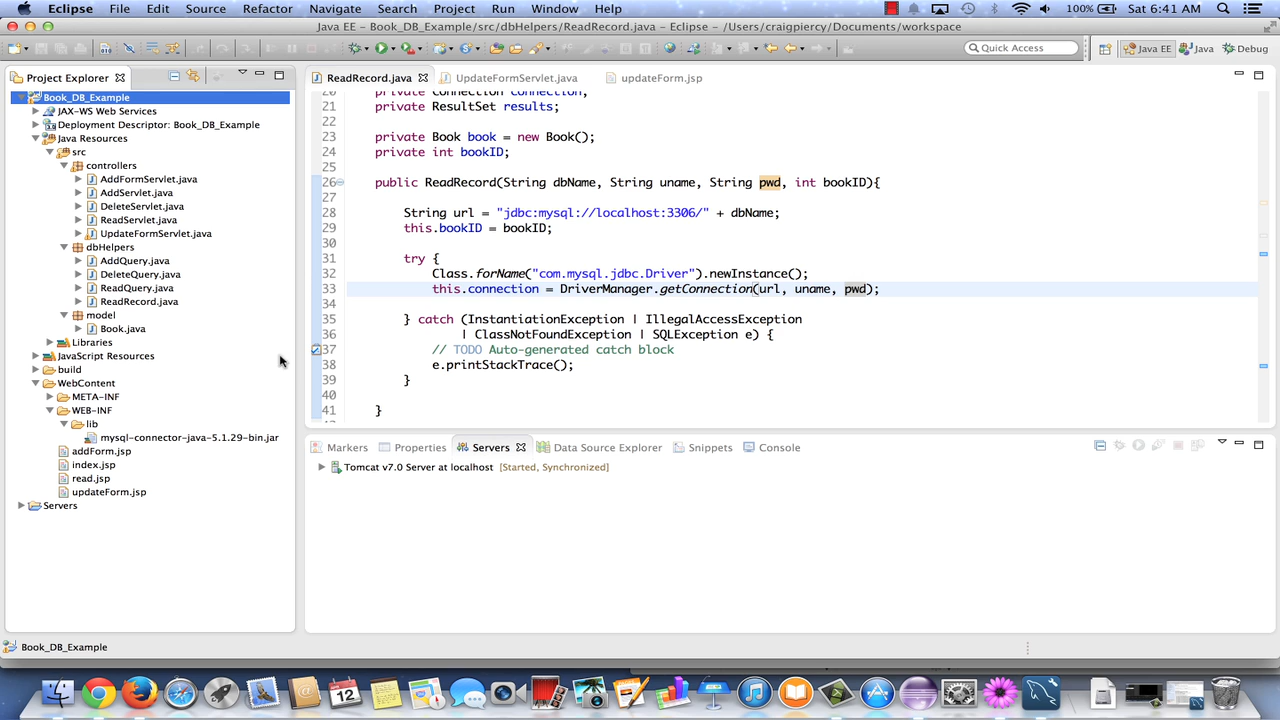 Eclipse File Edit Source Refactor Navigate Search Project Run Window Help 100% Sat 6:41 AM
Java EE – Book_DB_Example/src/dbHelpers/ReadRecord.java – Eclipse – /Users/craigpiercy/Documents/workspace
Quick Access Java EE Java Debug
Project Explorer
Book_DB_Example
JAX-WS Web Services
Deployment Descriptor: Book_DB_Example
Java Resources
src
controllers
AddFormServlet.java
AddServlet.java
DeleteServlet.java
ReadServlet.java
UpdateFormServlet.java
dbHelpers
AddQuery.java
DeleteQuery.java
ReadQuery.java
ReadRecord.java
model
Book.java
Libraries
JavaScript Resources
build
WebContent
META-INF
WEB-INF
lib
mysql-connector-java-5.1.29-bin.jar
addForm.jsp
index.jsp
read.jsp
updateForm.jsp
Servers
ReadRecord.java UpdateFormServlet.java updateForm.jsp
20 private Connection connection;
21 private ResultSet results;
22
23 private Book book = new Book();
24 private int bookID;
25
26 public ReadRecord(String dbName, String uname, String pwd, int bookID){
27
28 String url = "jdbc:mysql://localhost:3306/" + dbName;
29 this.bookID = bookID;
30
31 try {
32 Class.forName("com.mysql.jdbc.Driver").newInstance();
33 this.connection = DriverManager.getConnection(url, uname, pwd);
34
35 } catch (InstantiationException | IllegalAccessException
36 | ClassNotFoundException | SQLException e) {
37 // TODO Auto-generated catch block
38 e.printStackTrace();
39 }
40
41 }
Markers Properties Servers Data Source Explorer Snippets Console
Tomcat v7.0 Server at localhost [Started, Synchronized]
Book_DB_Example
12